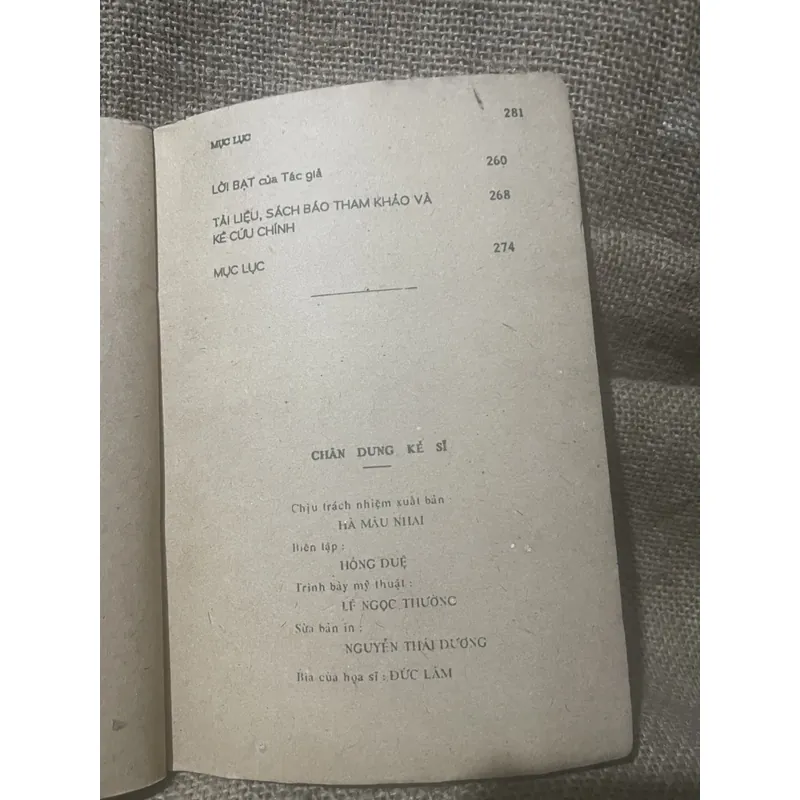 MỤC LỤC 281
LỜI BẠT của Tác giả 260
TÀI LIỆU, SÁCH BÁO THAM KHẢO VÀ 268
KÊ CỨU CHÍNH
MỤC LỤC 274
CHÂN DUNG KẺ SĨ
Chịu trách nhiệm xuất bản
HÀ MẬU NHAI
Biên tập :
HỒNG DUỆ
Trình bày mỹ thuật :
LÊ NGỌC THƯỜNG
Sửa bản in :
NGUYỄN THÁI DƯƠNG
Bìa của họa sĩ : ĐỨC LÂM